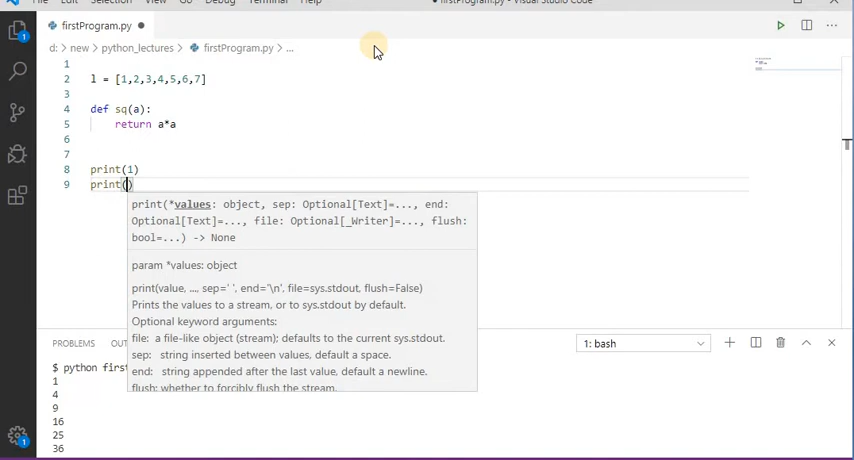 File Edit Selection View Go Debug Terminal Help
firstProgram.py - Visual Studio Code
firstProgram.py ●
d: > new > python_lectures > firstProgram.py > ...
1
2 l = [1,2,3,4,5,6,7]
3
4 def sq(a):
5 return a*a
6
7
8 print(1)
9 print()
print(*values: object, sep: Optional[Text]=..., end:
Optional[Text]=..., file: Optional[_Writer]=..., flush:
bool=...) -> None
param *values: object
print(value, ..., sep=' ', end='\n', file=sys.stdout, flush=False)
Prints the values to a stream, or to sys.stdout by default.
Optional keyword arguments:
file: a file-like object (stream); defaults to the current sys.stdout.
sep: string inserted between values, default a space.
end: string appended after the last value, default a newline.
flush: whether to forcibly flush the stream.
PROBLEMS OUT 1: bash
$ python first
1
4
9
16
25
36
1
1